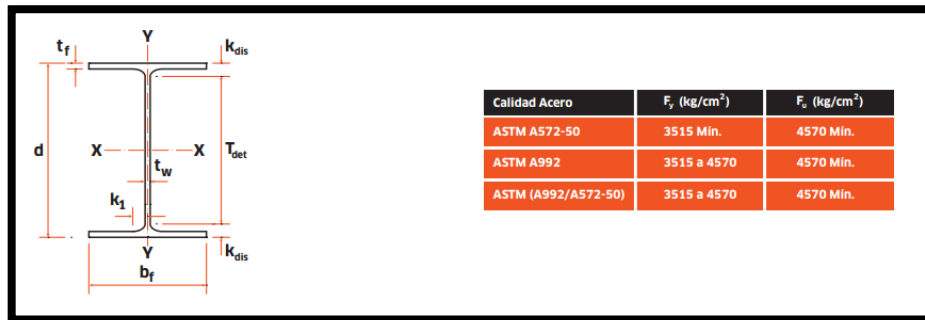 Y
t_f
k_dis
d
X
X
T_det
t_w
k_1
Y
k_dis
b_f
Calidad Acero F_y (kg/cm²) F_u (kg/cm²)
ASTM A572-50 3515 Mín. 4570 Mín.
ASTM A992 3515 a 4570 4570 Mín.
ASTM (A992/A572-50) 3515 a 4570 4570 Mín.